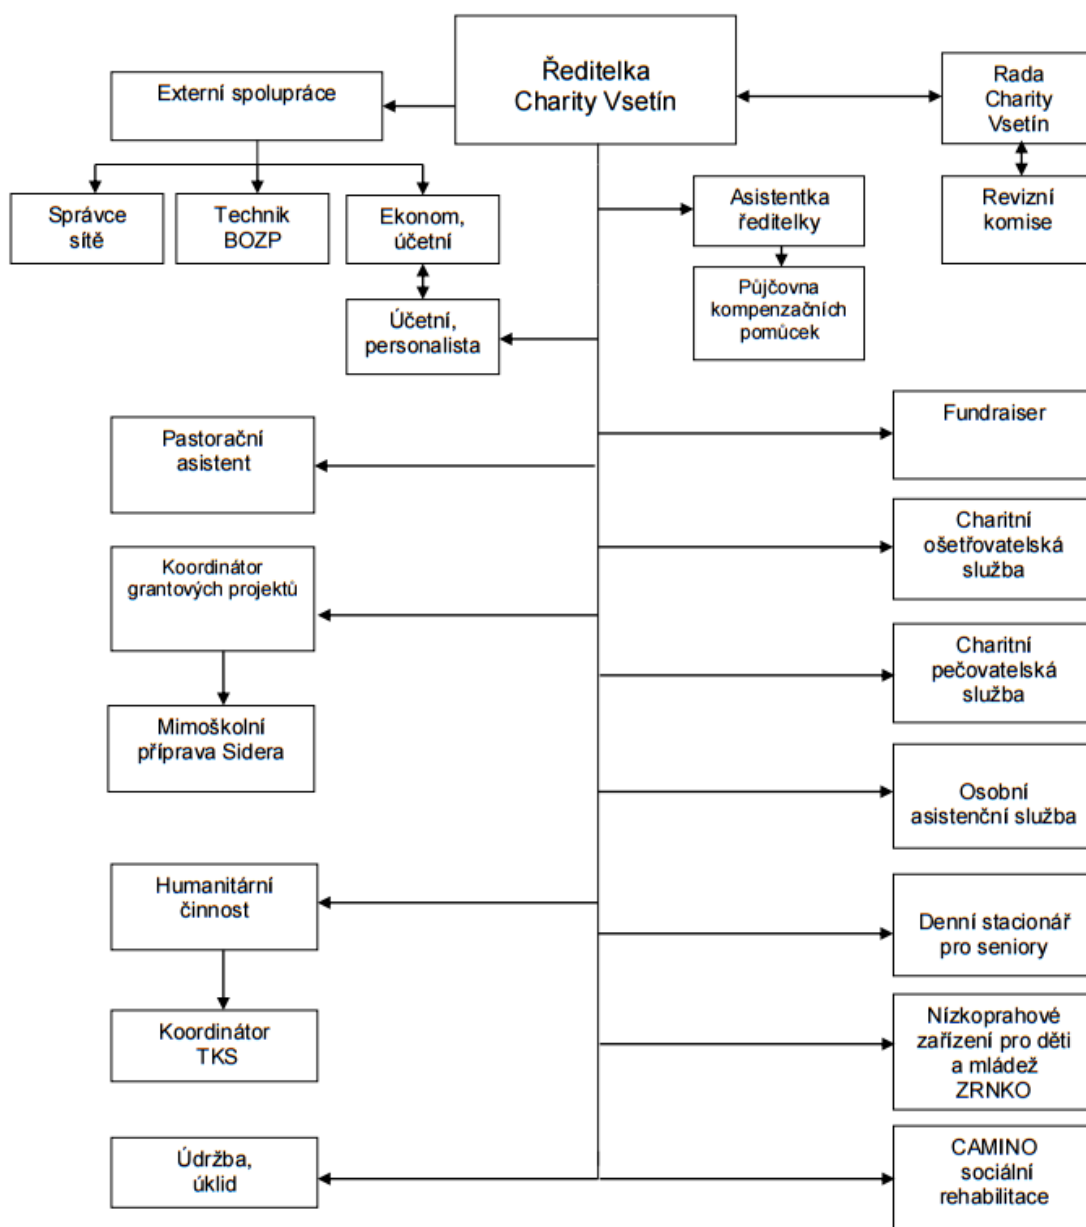 Ředitelka
Charity Vsetín
Externí spolupráce
Rada
Charity
Vsetín
Správce
sítě
Technik
BOZP
Ekonom,
účetní
Asistentka
ředitelky
Revizní
komise
Půjčovna
kompenzačních
pomůcek
Účetní,
personalista
Fundraiser
Pastorační
asistent
Charitní
ošetřovatelská
služba
Koordinátor
grantových projektů
Charitní
pečovatelská
služba
Mimoškolní
příprava Sidera
Osobní
asistenční služba
Humanitární
činnost
Denní stacionář
pro seniory
Koordinátor
TKS
Nízkoprahové
zařízení pro děti
a mládež
ZRNKO
Údržba,
úklid
CAMINO
sociální
rehabilitace